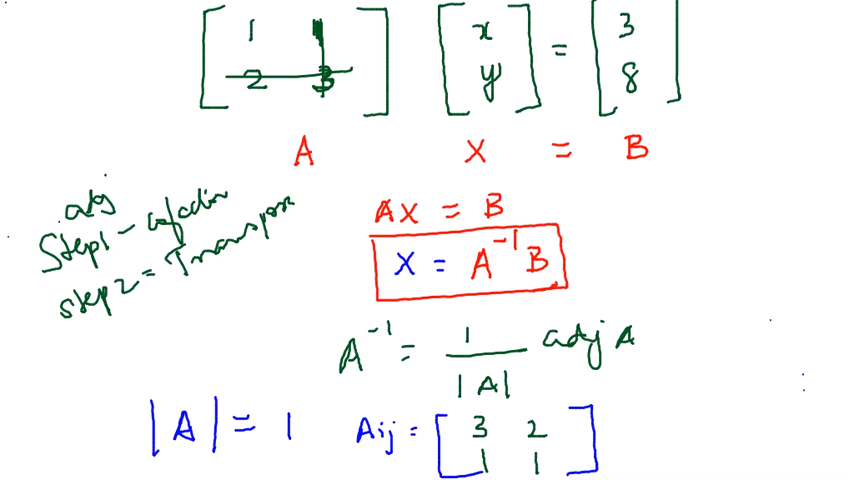 [1 1
2 3] [x
y] = [3
8]
A X = B
adj
Step1 - cofactor
Step2 = Transpose
AX = B
X = A⁻¹B
A⁻¹ = 1/|A| adj A
|A| = 1 Aij = [3 2
1 1]